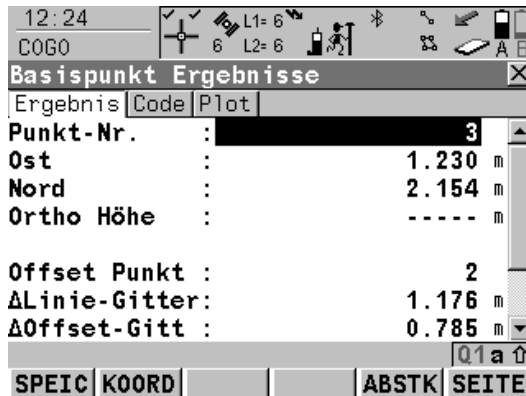 12:24
COGO
L1= 6
6 L2= 6
A B
Basispunkt Ergebnisse
Ergebnis Code Plot
Punkt-Nr. : 3
Ost : 1.230 m
Nord : 2.154 m
Ortho Höhe : ----- m
Offset Punkt : 2
ΔLinie-Gitter: 1.176 m
ΔOffset-Gitt : 0.785 m
Q1 a
SPEIC KOORD ABSTK SEITE